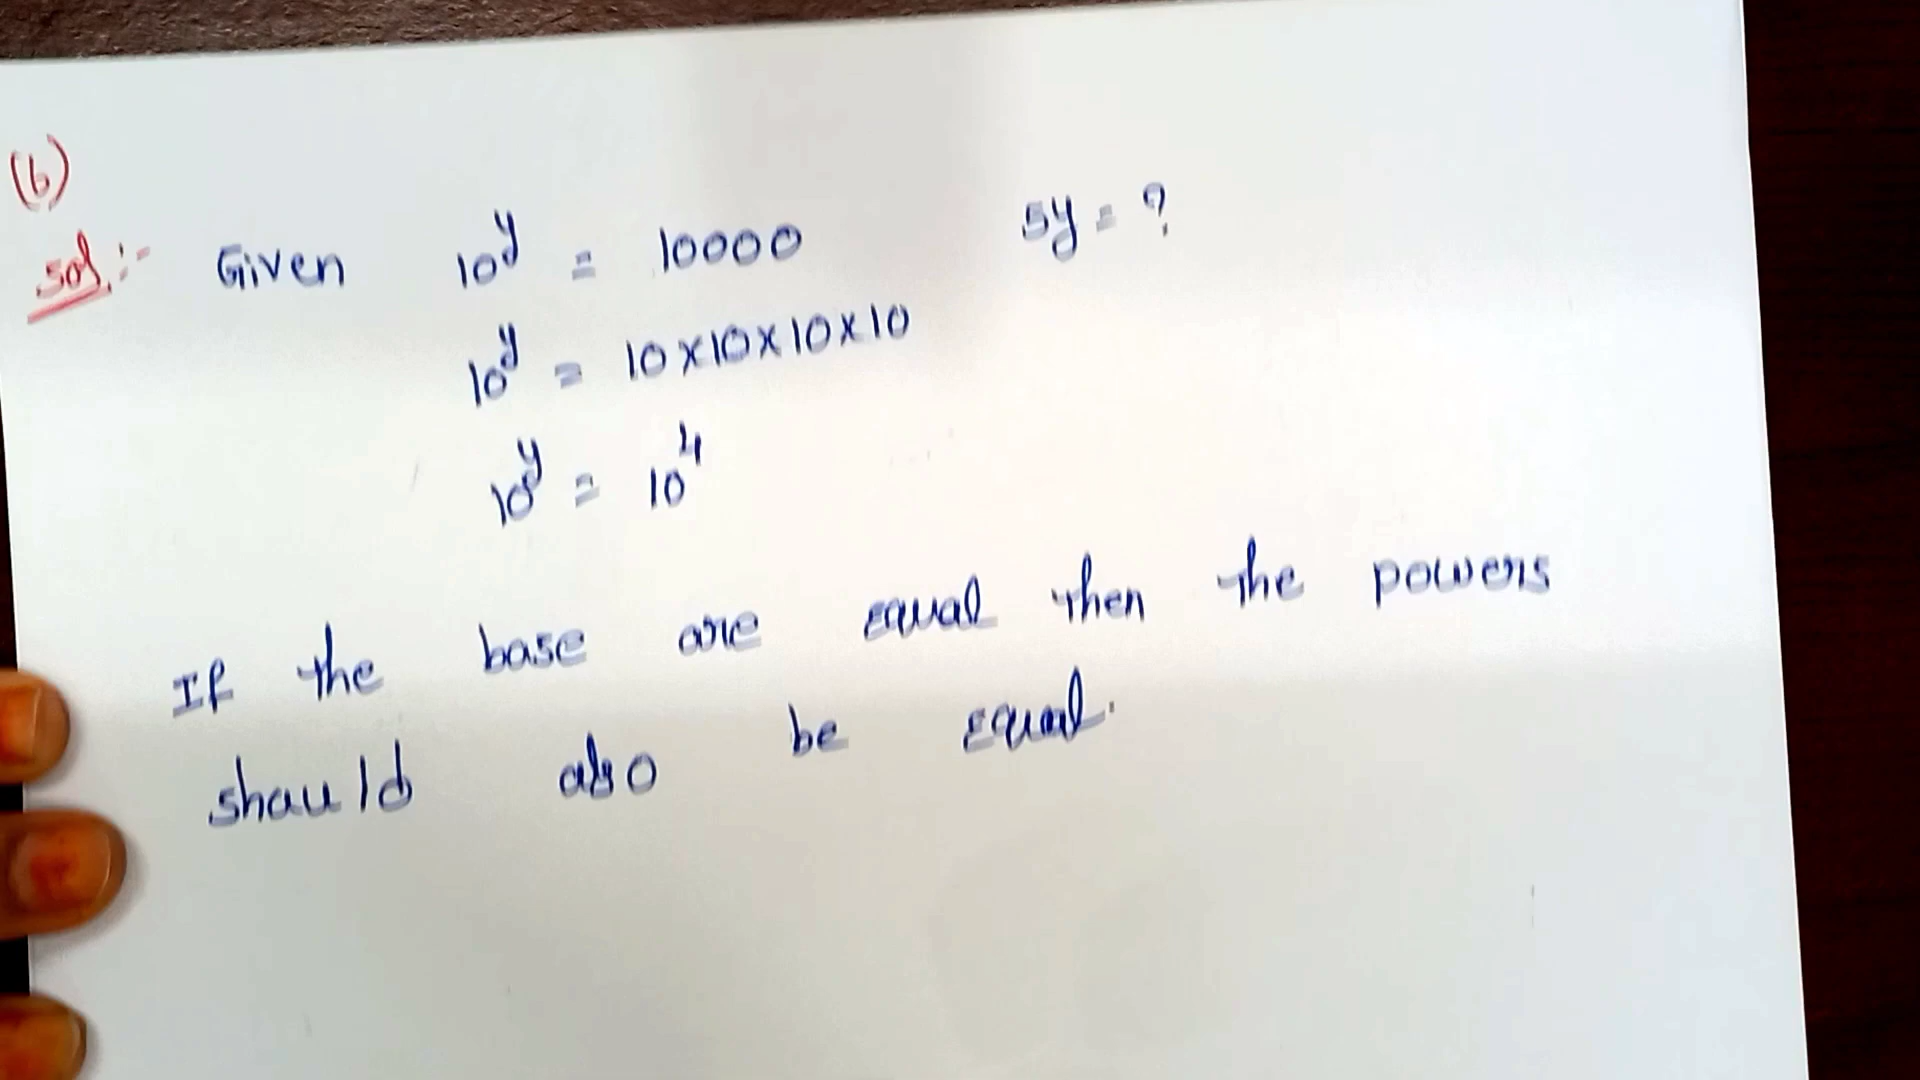 (b)
Sol:- Given 10^y = 10000 5y = ?
10^y = 10×10×10×10
10^y = 10^4
If the base are equal then the powers
should also be equal.